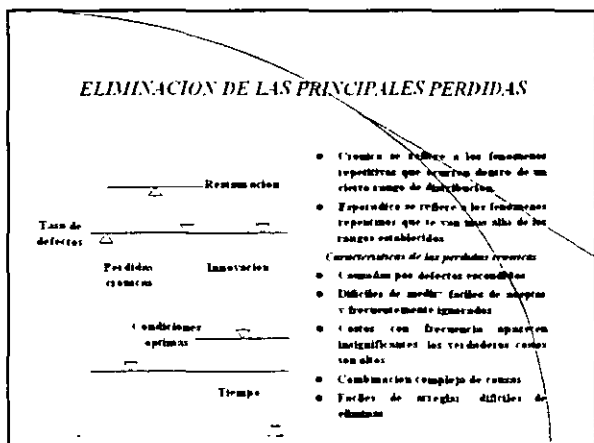 ELIMINACION DE LAS PRINCIPALES PERDIDAS
Restauracion
Tasa de
defectos
Perdidas
cronicas
Innovacion
Condiciones
optimas
Tiempo
Cronica se refiere a los fenomenos
repetitivas que ocurren dentro de un
cierto rango de distribucion.
Esporadica se refiere a los fenomenos
repentinos que se van mas alla de los
rangos establecidos
Caracteristicas de las perdidas cronicas
Causadas por defectos escondidos
Dificiles de medir faciles de aceptar
y frecuentemente ignorados
Costos con frecuencia aparecen
insignificantes los verdaderos costos
son altos
Combinacion compleja de causas
Faciles de arreglar dificiles de
eliminar